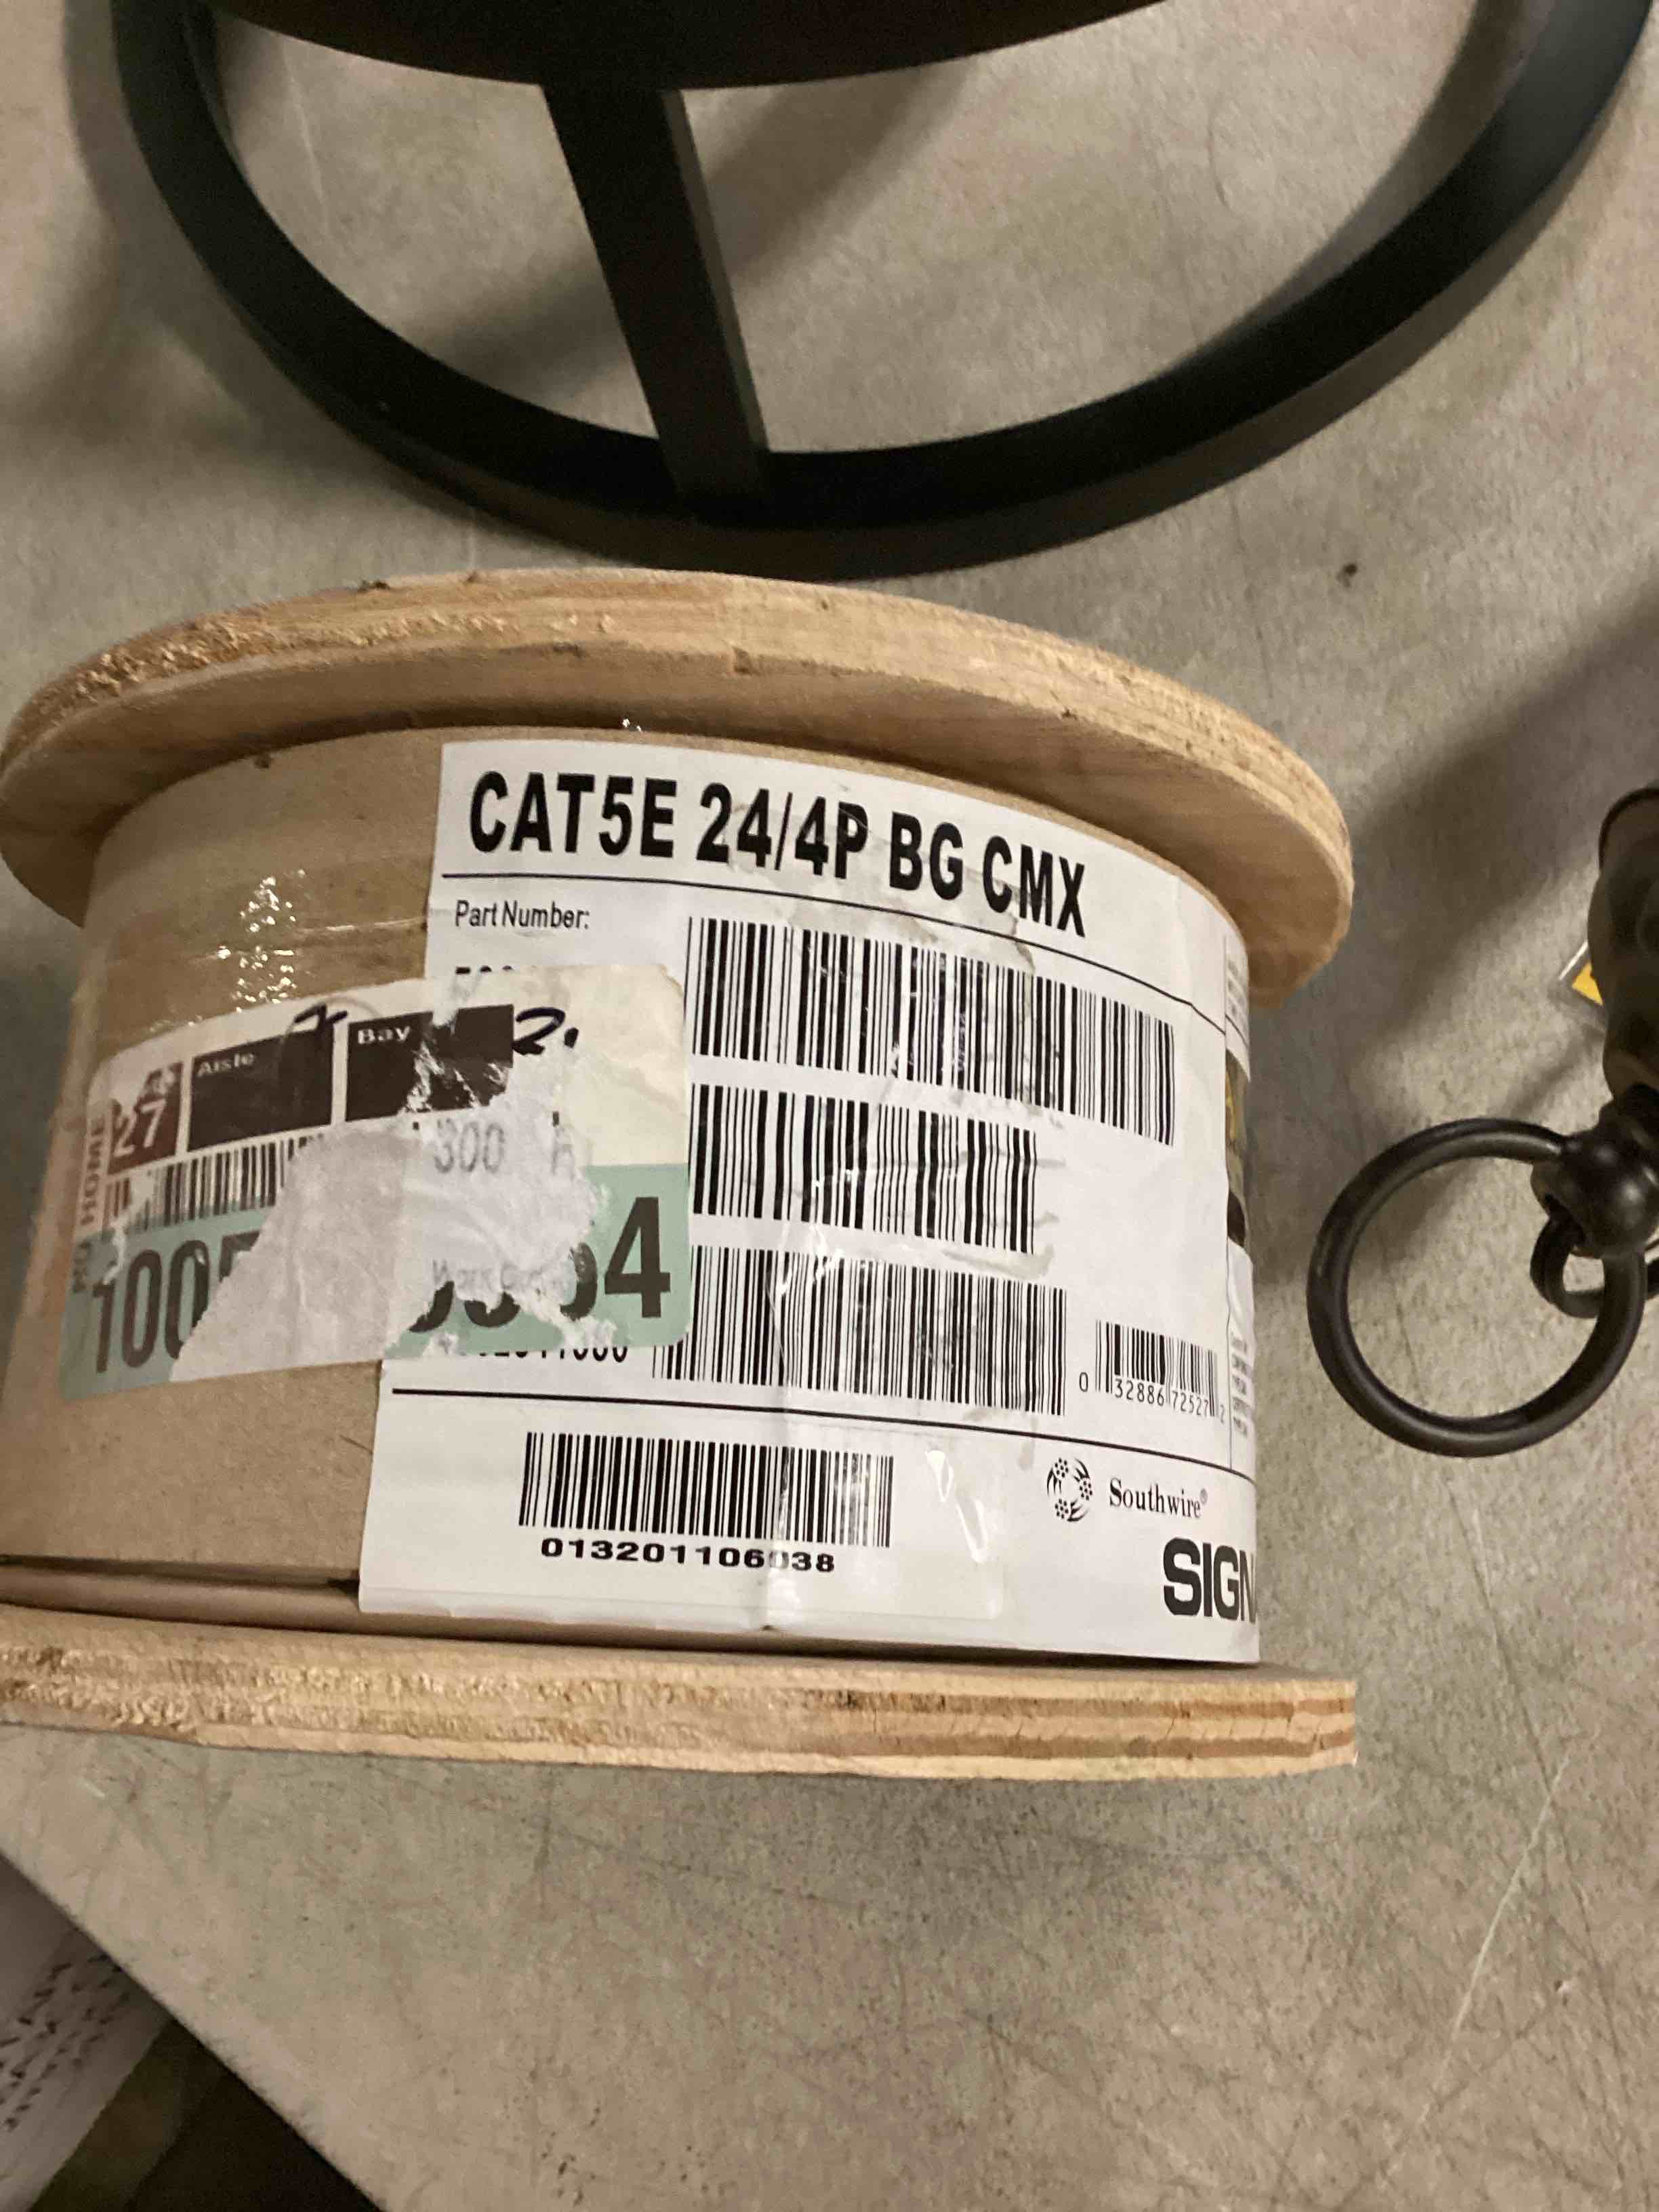 CAT5E 24/4P BG CMX
Part Number:
Aisle
Bay
27
HOME
300
0 32886 72527 2
013201106038
Southwire®
SIGN